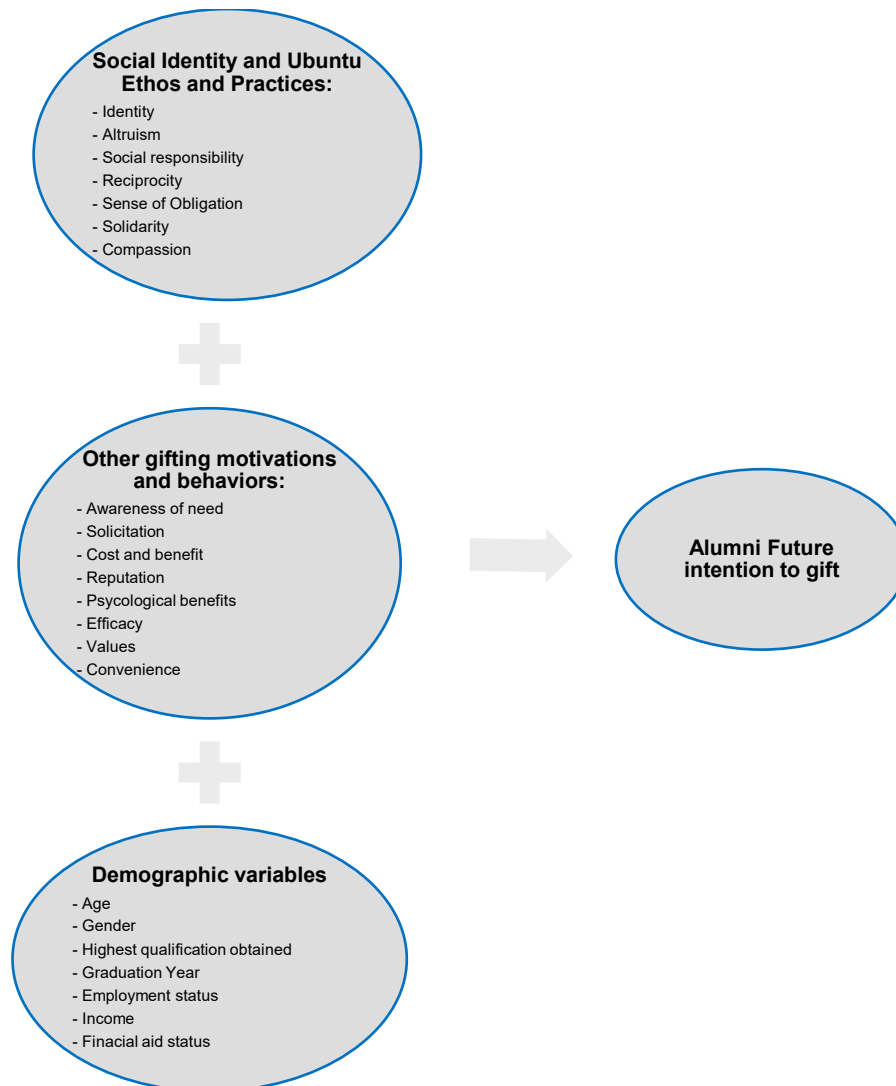 Social Identity and Ubuntu
Ethos and Practices:
- Identity
- Altruism
- Social responsibility
- Reciprocity
- Sense of Obligation
- Solidarity
- Compassion
Other gifting motivations
and behaviors:
- Awareness of need
- Solicitation
- Cost and benefit
- Reputation
- Psycological benefits
- Efficacy
- Values
- Convenience
Alumni Future
intention to gift
Demographic variables
- Age
- Gender
- Highest qualification obtained
- Graduation Year
- Employment status
- Income
- Finacial aid status